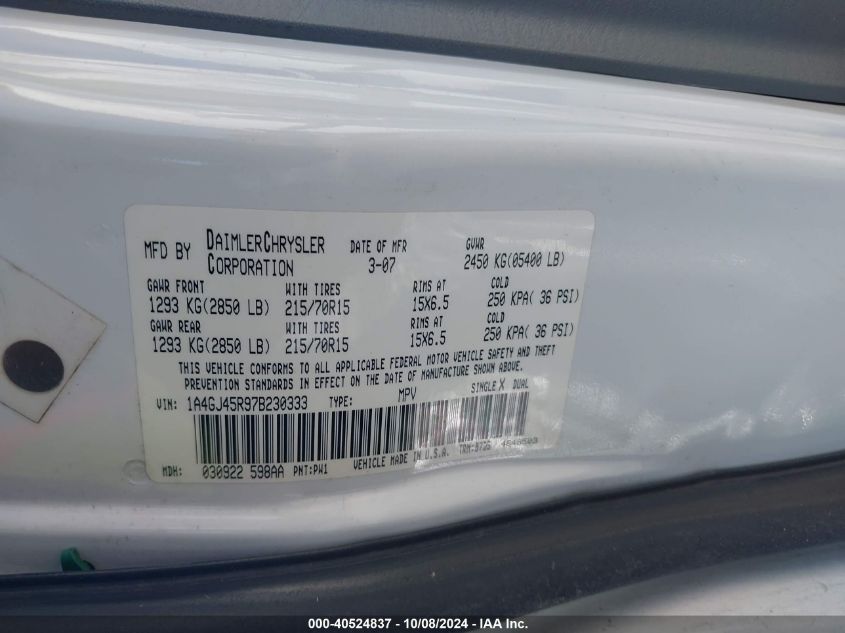 MFD BY DAIMLERCHRYSLER CORPORATION DATE OF MFR 3-07 GVWR 2450 KG(05400 LB)
GAWR FRONT WITH TIRES RIMS AT COLD
1293 KG(2850 LB) 215/70R15 15X6.5 250 KPA( 36 PSI)
GAWR REAR WITH TIRES RIMS AT COLD
1293 KG(2850 LB) 215/70R15 15X6.5 250 KPA( 36 PSI)
THIS VEHICLE CONFORMS TO ALL APPLICABLE FEDERAL MOTOR VEHICLE SAFETY AND THEFT
PREVENTION STANDARDS IN EFFECT ON THE DATE OF MANUFACTURE SHOWN ABOVE.
VIN: 1A4GJ45R97B230333 TYPE: MPV SINGLE X DUAL
MDH: 030922 598AA PNT:PW1 VEHICLE MADE IN U.S.A.
000-40524837 - 10/08/2024 - IAA Inc.